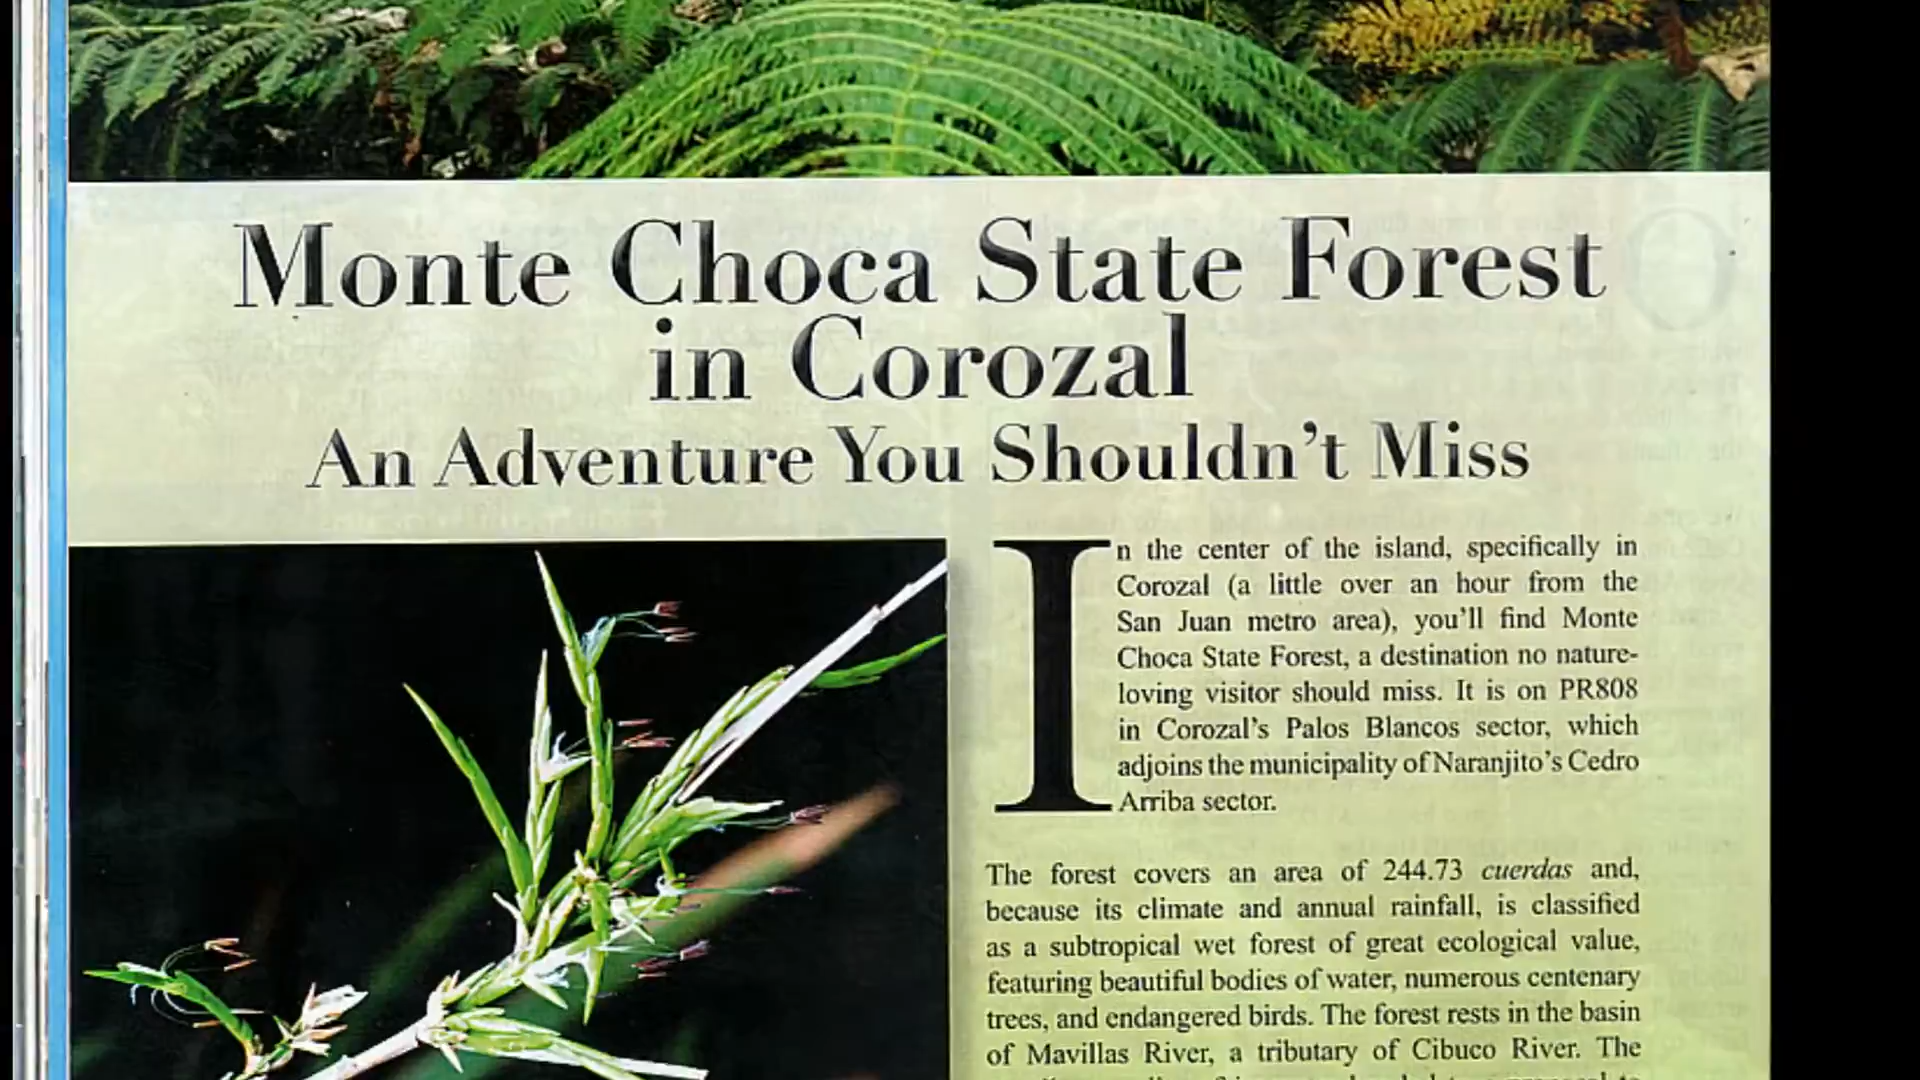 Monte Choca State Forest
in Corozal
An Adventure You Shouldn't Miss
In the center of the island, specifically in
Corozal (a little over an hour from the
San Juan metro area), you'll find Monte
Choca State Forest, a destination no nature-
loving visitor should miss. It is on PR808
in Corozal's Palos Blancos sector, which
adjoins the municipality of Naranjito's Cedro
Arriba sector.
The forest covers an area of 244.73 cuerdas and,
because its climate and annual rainfall, is classified
as a subtropical wet forest of great ecological value,
featuring beautiful bodies of water, numerous centenary
trees, and endangered birds. The forest rests in the basin
of Mavillas River, a tributary of Cibuco River. The